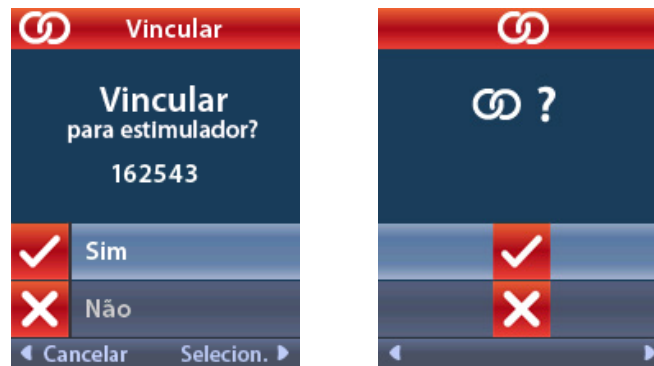 Vincular
Vincular
para estimulador?
162543
Sim
Não
Cancelar Selecion.
?